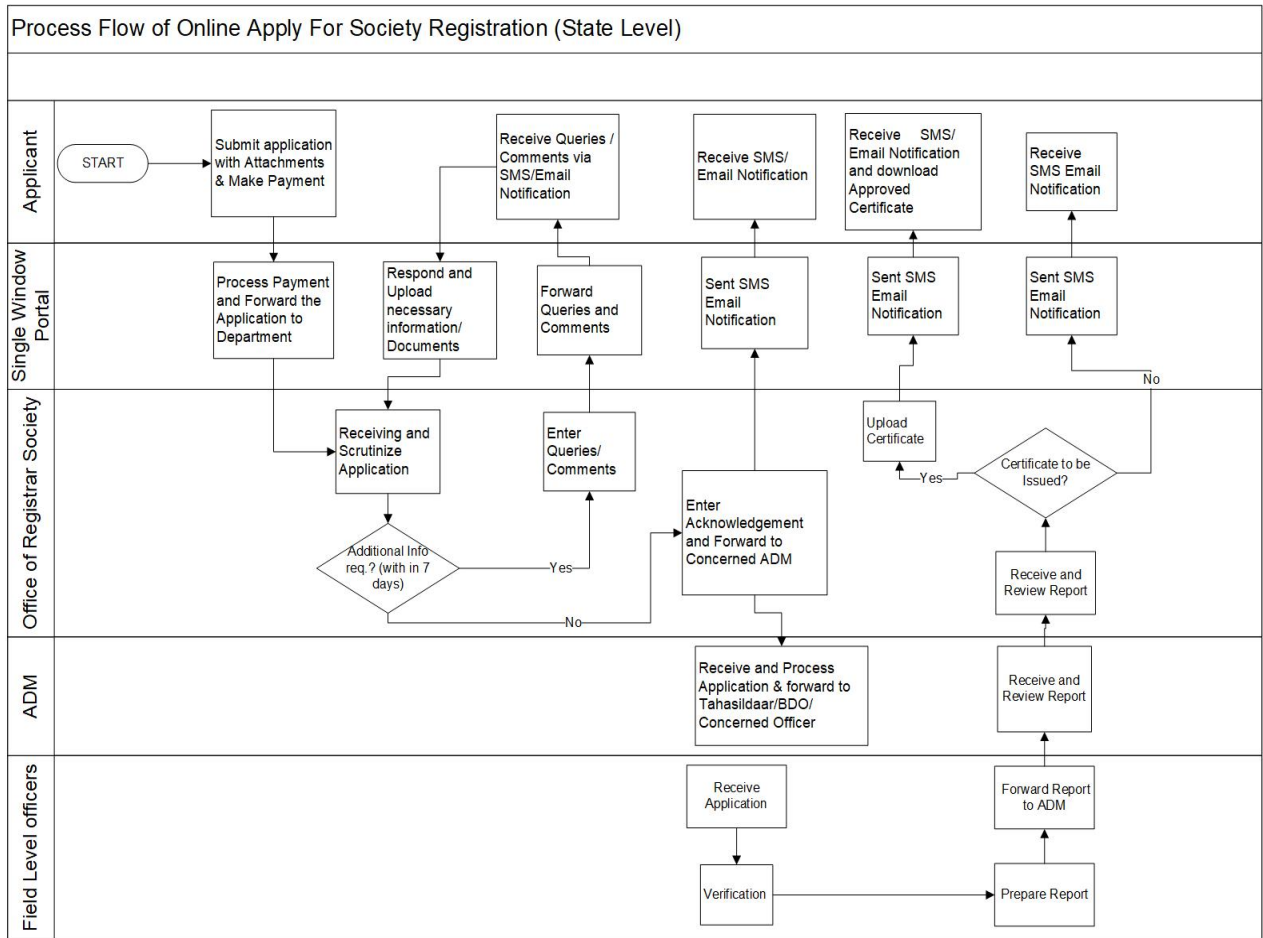 Process Flow of Online Apply For Society Registration (State Level)
Applicant
START
Submit application
with Attachments
& Make Payment
Receive Queries /
Comments via
SMS/Email
Notification
Receive SMS/
Email Notification
Receive SMS/
Email Notification
and download
Approved
Certificate
Receive
SMS Email
Notification
Single Window
Portal
Process Payment
and Forward the
Application to
Department
Respond and
Upload
necessary
information/
Documents
Forward
Queries and
Comments
Sent SMS
Email
Notification
Sent SMS
Email
Notification
Sent SMS
Email
Notification
No
Office of Registrar Society
Receiving and
Scrutinize
Application
Enter
Queries/
Comments
Upload
Certificate
Certificate to be
Issued?
Yes
Enter
Acknowledgement
and Forward to
Concerned ADM
Additional Info
req.? (with in 7
days)
Yes
No
Receive and
Review Report
ADM
Receive and Process
Application & forward to
Tahasildaar/BDO/
Concerned Officer
Receive and
Review Report
Field Level officers
Receive
Application
Forward Report
to ADM
Verification
Prepare Report